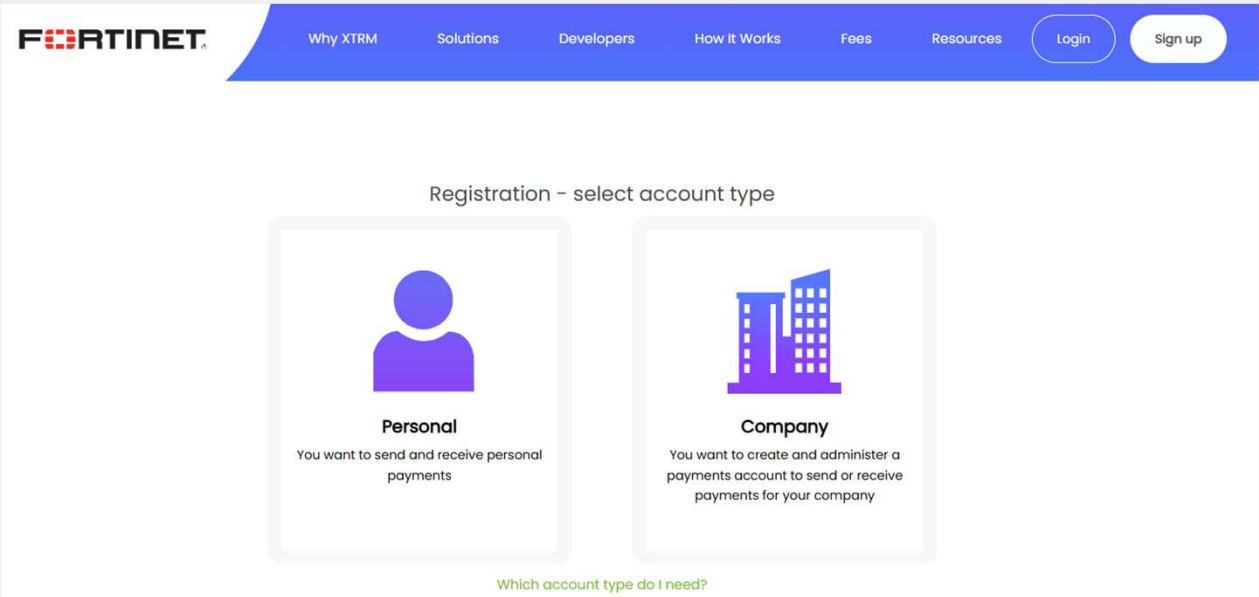 FORTINET
Why XTRM Solutions Developers How It Works Fees Resources Login Sign up
Registration - select account type
Personal
You want to send and receive personal
payments
Company
You want to create and administer a
payments account to send or receive
payments for your company
Which account type do I need?